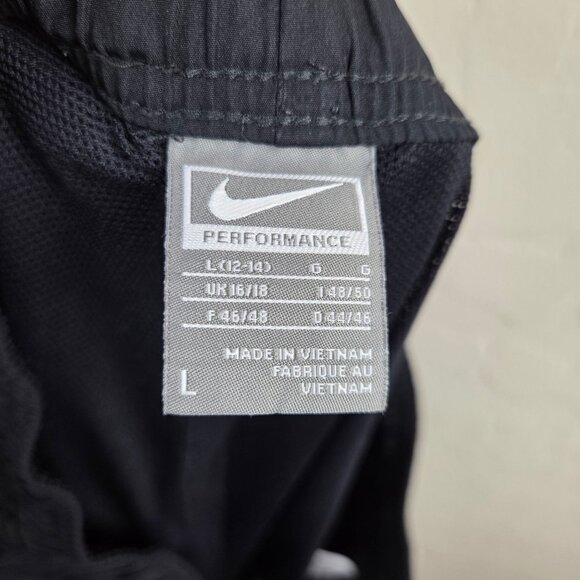 PERFORMANCE
L(12-14) G G
UK 16/18 I 48/50
F 46/48 D 44/46
MADE IN VIETNAM
FABRIQUE AU
VIETNAM
L